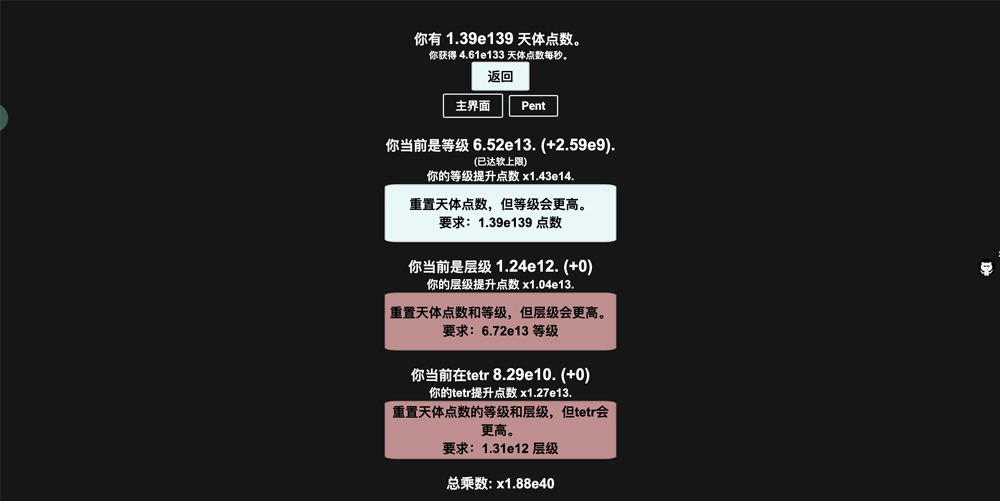 你有 1.39e139 天体点数。
你获得 4.61e133 天体点数每秒。
返回
主界面 Pent
你当前是等级 6.52e13. (+2.59e9).
(已达软上限)
你的等级提升点数 x1.43e14.
重置天体点数，但等级会更高。
要求：1.39e139 点数
你当前是层级 1.24e12. (+0)
你的层级提升点数 x1.04e13.
重置天体点数和等级，但层级会更高。
要求：6.72e13 等级
你当前在tetr 8.29e10. (+0)
你的tetr提升点数 x1.27e13.
重置天体点数的等级和层级，但tetr会
更高。
要求：1.31e12 层级
总乘数: x1.88e40